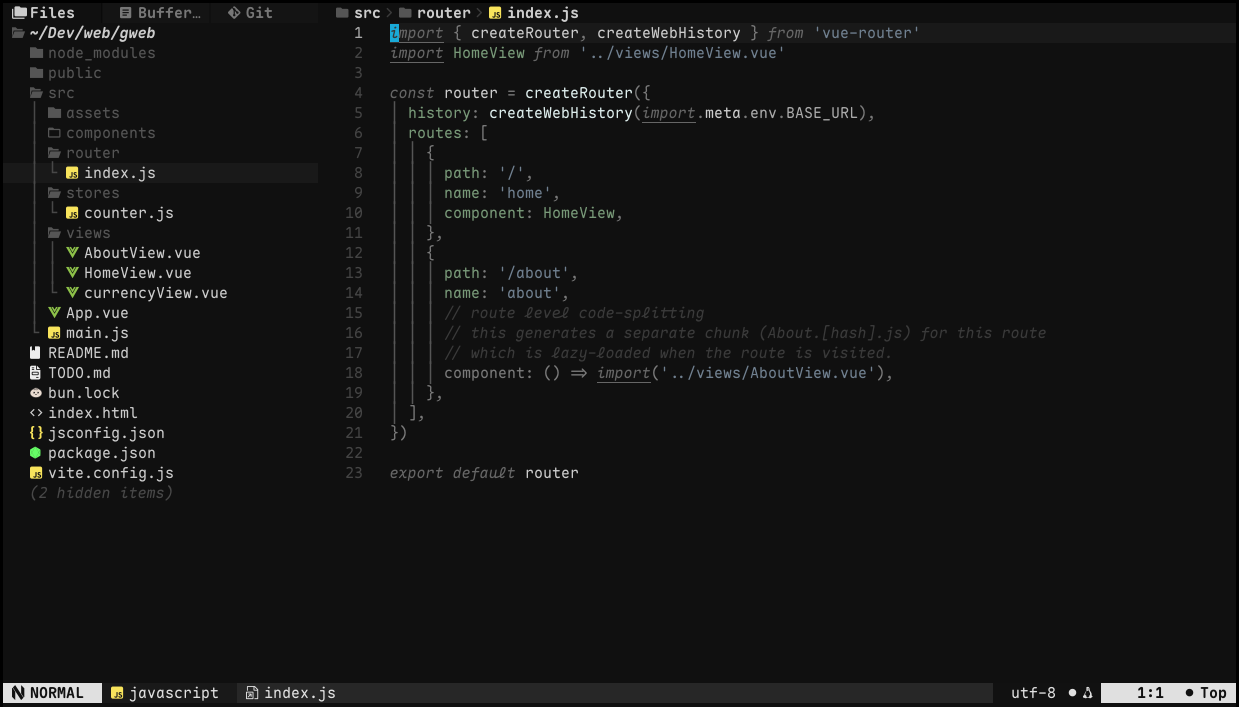 Files Buffer… Git
~/Dev/web/gweb
node_modules
public
src
assets
components
router
JS index.js
stores
JS counter.js
views
AboutView.vue
HomeView.vue
currencyView.vue
App.vue
JS main.js
README.md
TODO.md
bun.lock
<> index.html
{} jsconfig.json
package.json
JS vite.config.js
(2 hidden items)
src > router > JS index.js
1 import { createRouter, createWebHistory } from 'vue-router'
2 import HomeView from '../views/HomeView.vue'
3
4 const router = createRouter({
5 history: createWebHistory(import.meta.env.BASE_URL),
6 routes: [
7 {
8 path: '/',
9 name: 'home',
10 component: HomeView,
11 },
12 {
13 path: '/about',
14 name: 'about',
15 // route level code-splitting
16 // this generates a separate chunk (About.[hash].js) for this route
17 // which is lazy-loaded when the route is visited.
18 component: () => import('../views/AboutView.vue'),
19 },
20 ],
21 })
22
23 export default router
NORMAL JS javascript index.js utf-8 ● 1:1 ● Top